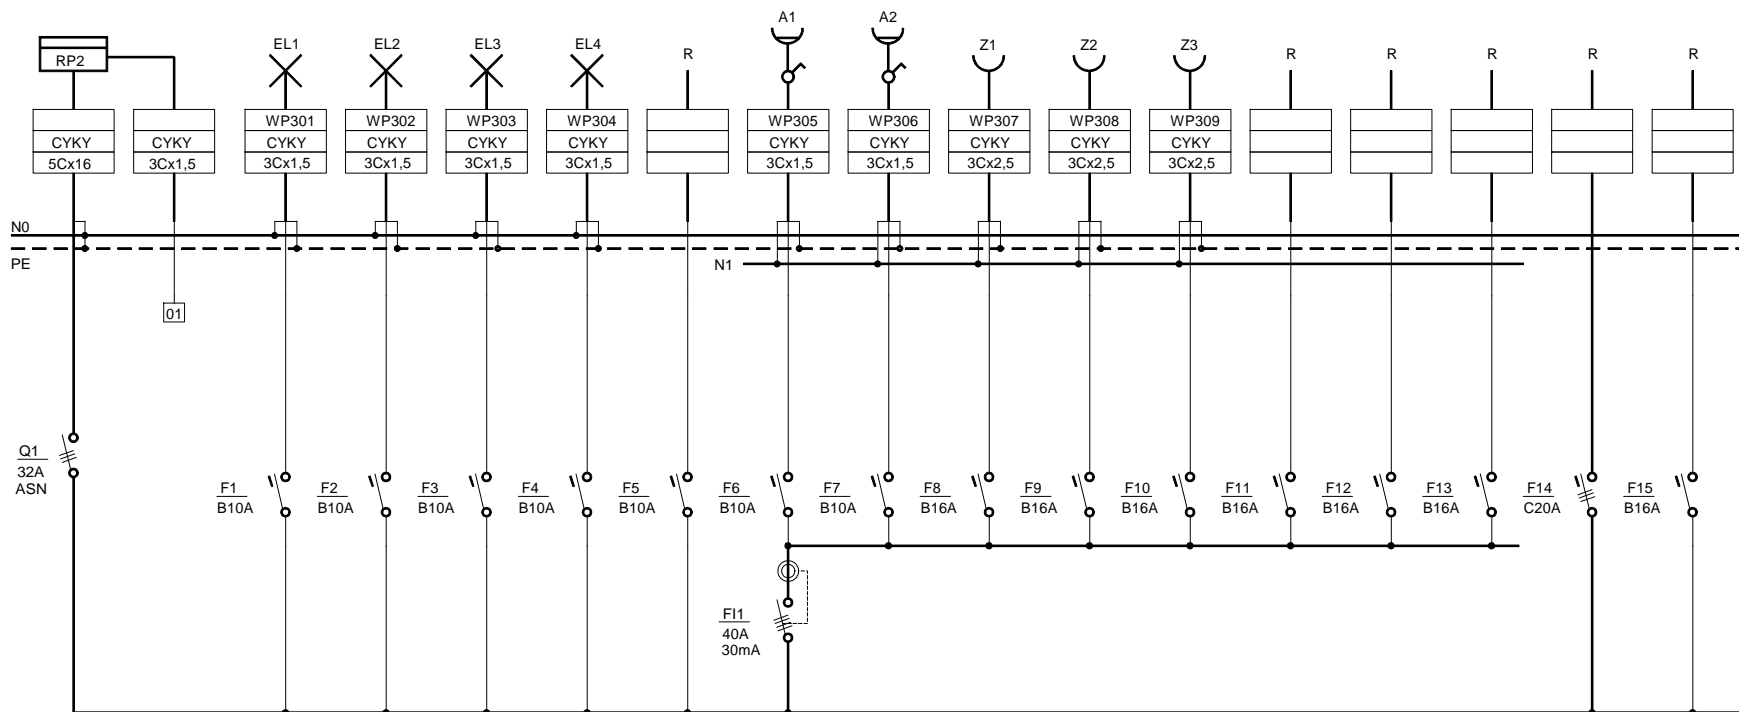 A1 A2
EL1 EL2 EL3 EL4 R Z1 Z2 Z3 R R R R R
RP2
WP301 WP302 WP303 WP304 WP305 WP306 WP307 WP308 WP309
CYKY CYKY CYKY CYKY CYKY CYKY CYKY CYKY CYKY CYKY CYKY
5Cx16 3Cx1,5 3Cx1,5 3Cx1,5 3Cx1,5 3Cx1,5 3Cx1,5 3Cx1,5 3Cx2,5 3Cx2,5 3Cx2,5
N0
PE
N1
01
Q1
32A
ASN
F1 F2 F3 F4 F5 F6 F7 F8 F9 F10 F11 F12 F13 F14 F15
B10A B10A B10A B10A B10A B10A B10A B16A B16A B16A B16A B16A B16A C20A B16A
FI1
40A
30mA